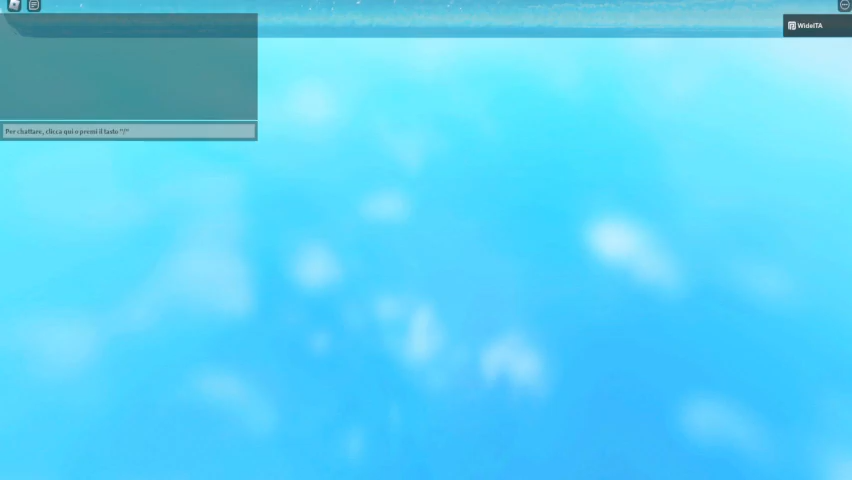 WideITA
Per chattare, clicca qui o premi il tasto "/"